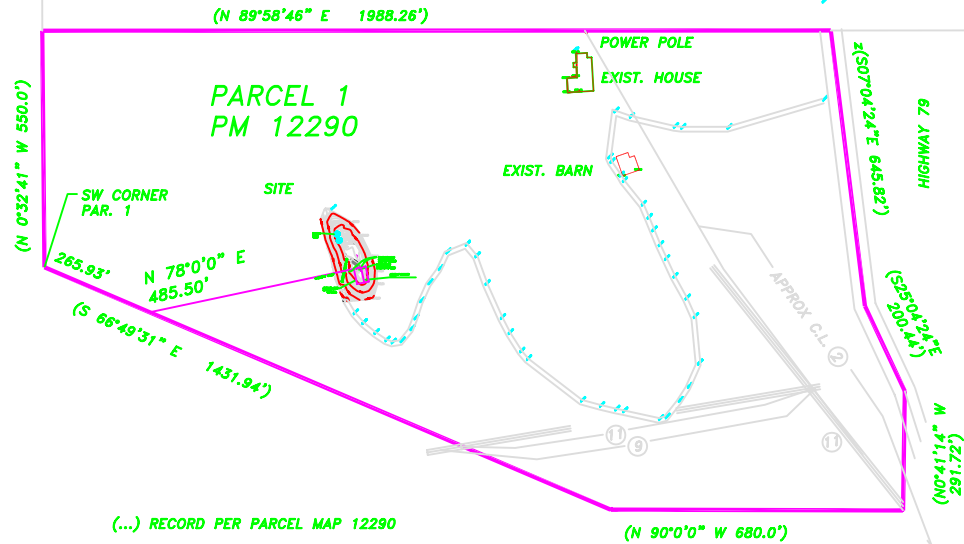 (N 89°58'46" E 1988.26')
POWER POLE
EXIST. HOUSE
PARCEL 1
PM 12290
(N 0°32'41" W 550.0')
z(S07°04'24"E 645.82')
HIGHWAY 79
EXIST. BARN
SITE
SW CORNER
PAR. 1
265.93'
N 78°0'0" E
485.50'
(S 66°49'31" E 1431.94')
APPROX C.L.
2
(S25°04'24"E
200.44')
11
9
11
(N0°41'14" W
291.72')
(...) RECORD PER PARCEL MAP 12290
(N 90°0'0" W 680.0')